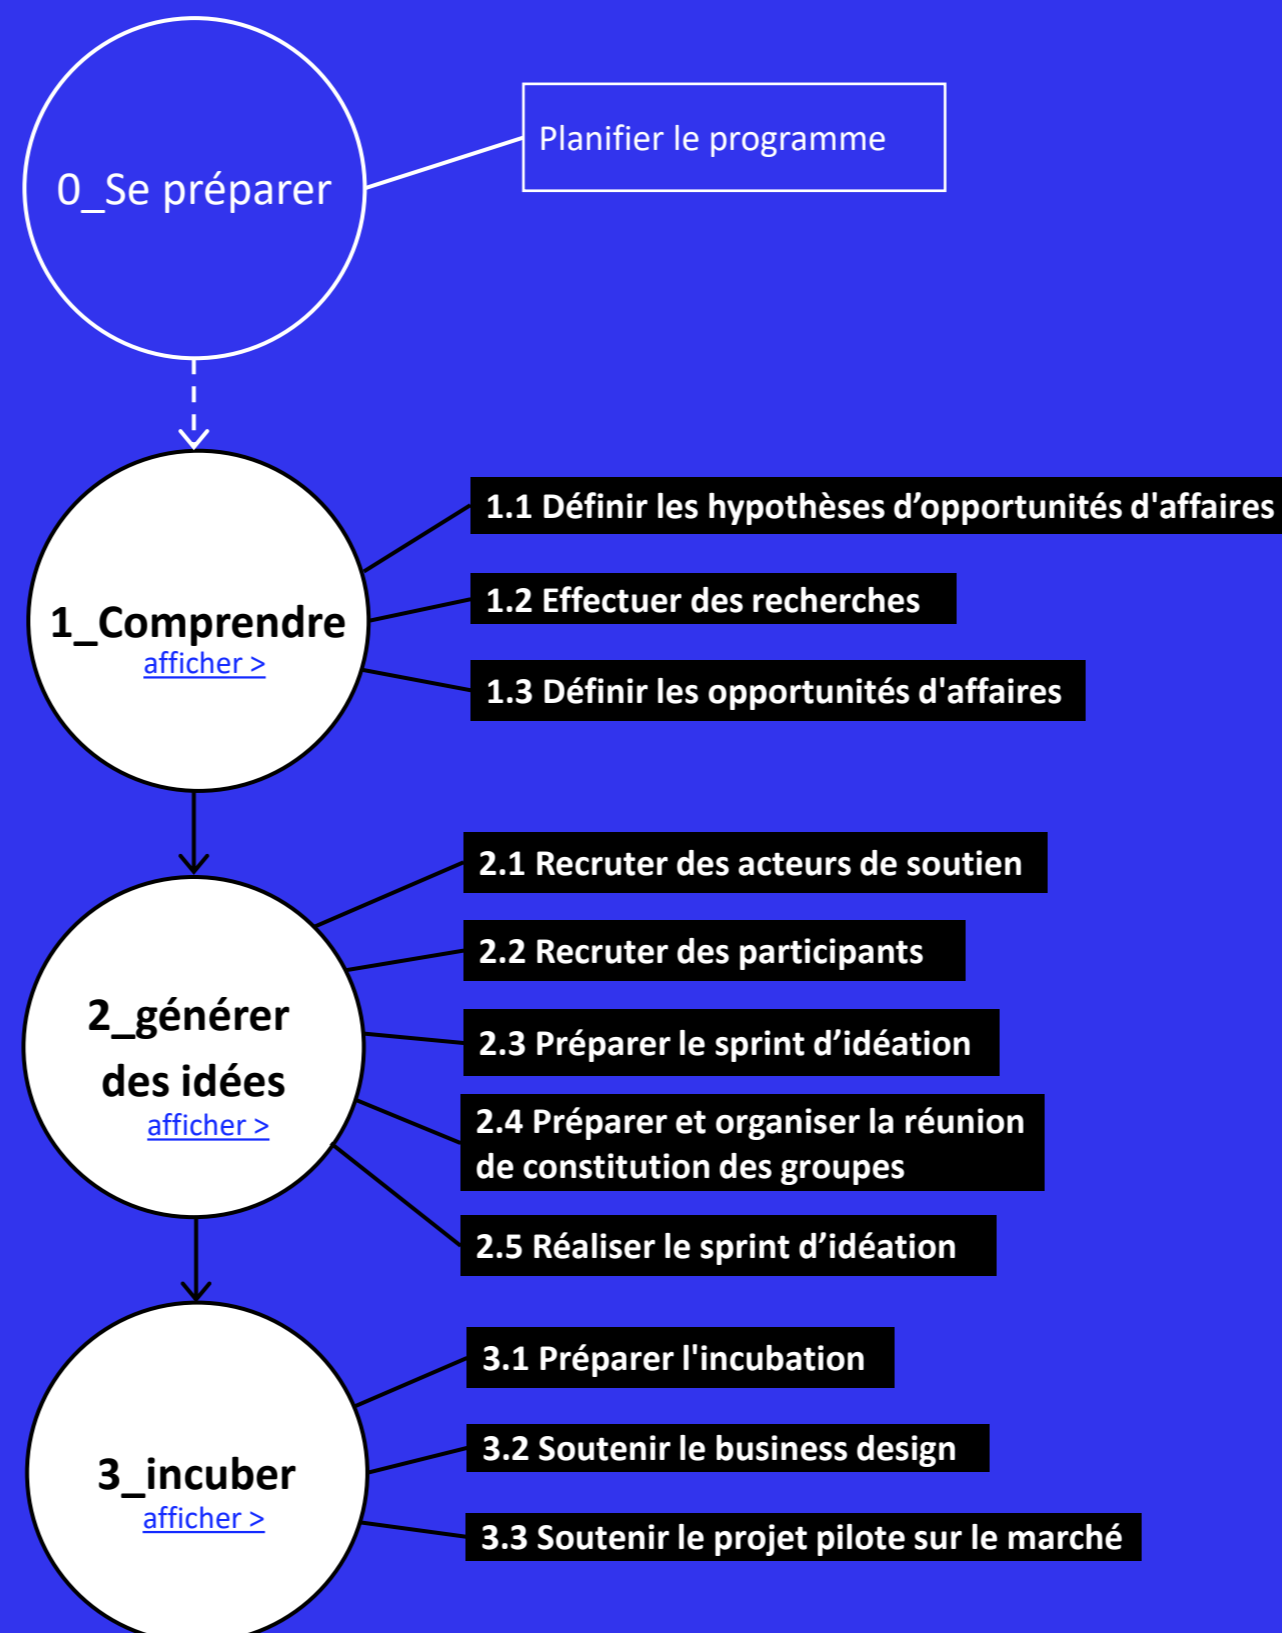 0_Se préparer
Planifier le programme
1_Comprendre
afficher >
1.1 Définir les hypothèses d’opportunités d'affaires
1.2 Effectuer des recherches
1.3 Définir les opportunités d'affaires
2_générer
des idées
afficher >
2.1 Recruter des acteurs de soutien
2.2 Recruter des participants
2.3 Préparer le sprint d’idéation
2.4 Préparer et organiser la réunion
de constitution des groupes
2.5 Réaliser le sprint d’idéation
3_incuber
afficher >
3.1 Préparer l'incubation
3.2 Soutenir le business design
3.3 Soutenir le projet pilote sur le marché